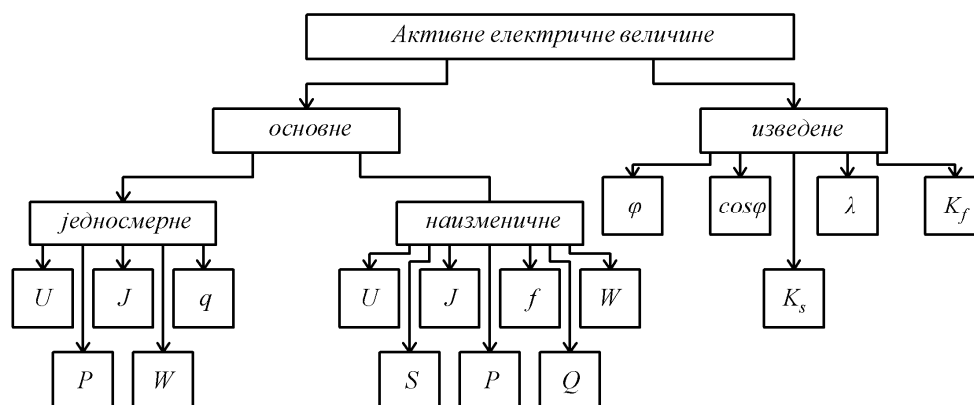 Активне електричне величине
основне
изведене
φ
cosφ
λ
K_f
једносмерне
наизменичне
U
J
q
U
J
f
W
K_s
P
W
S
P
Q